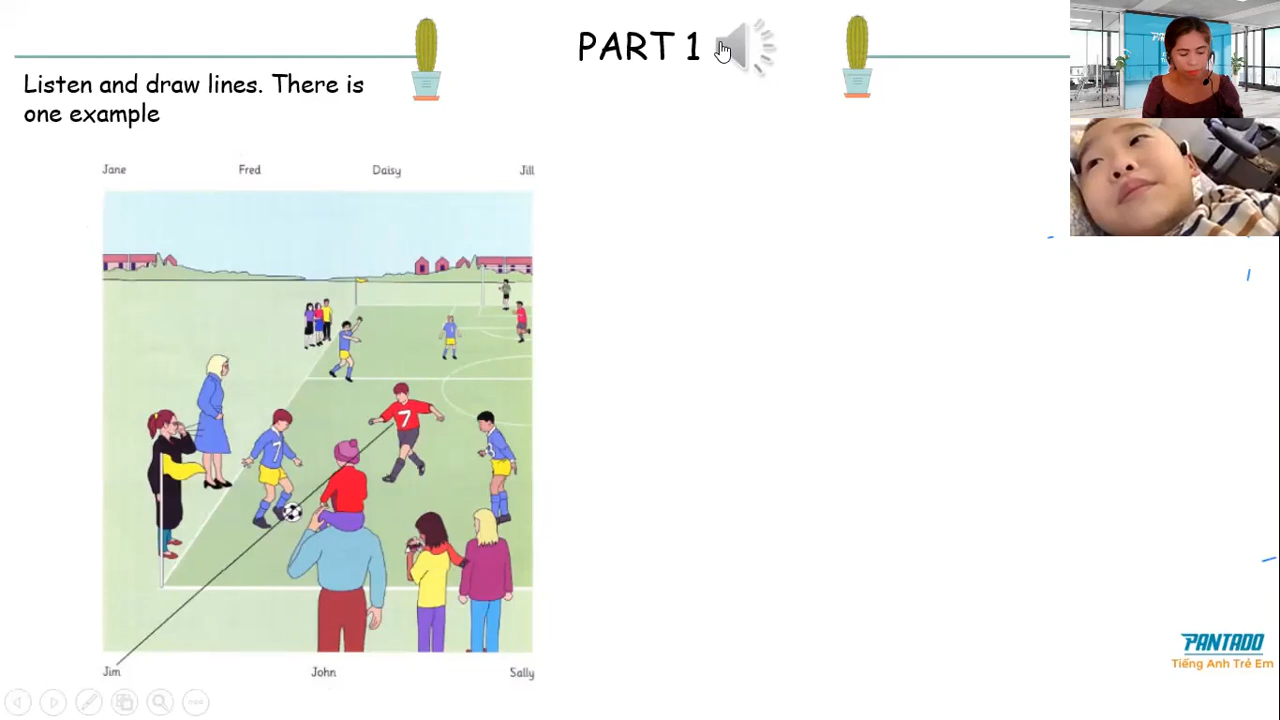 PART 1
Listen and draw lines. There is
one example
Jane Fred Daisy Jill
7
7
Jim John Sally
PANTADO
Tiếng Anh Trẻ Em